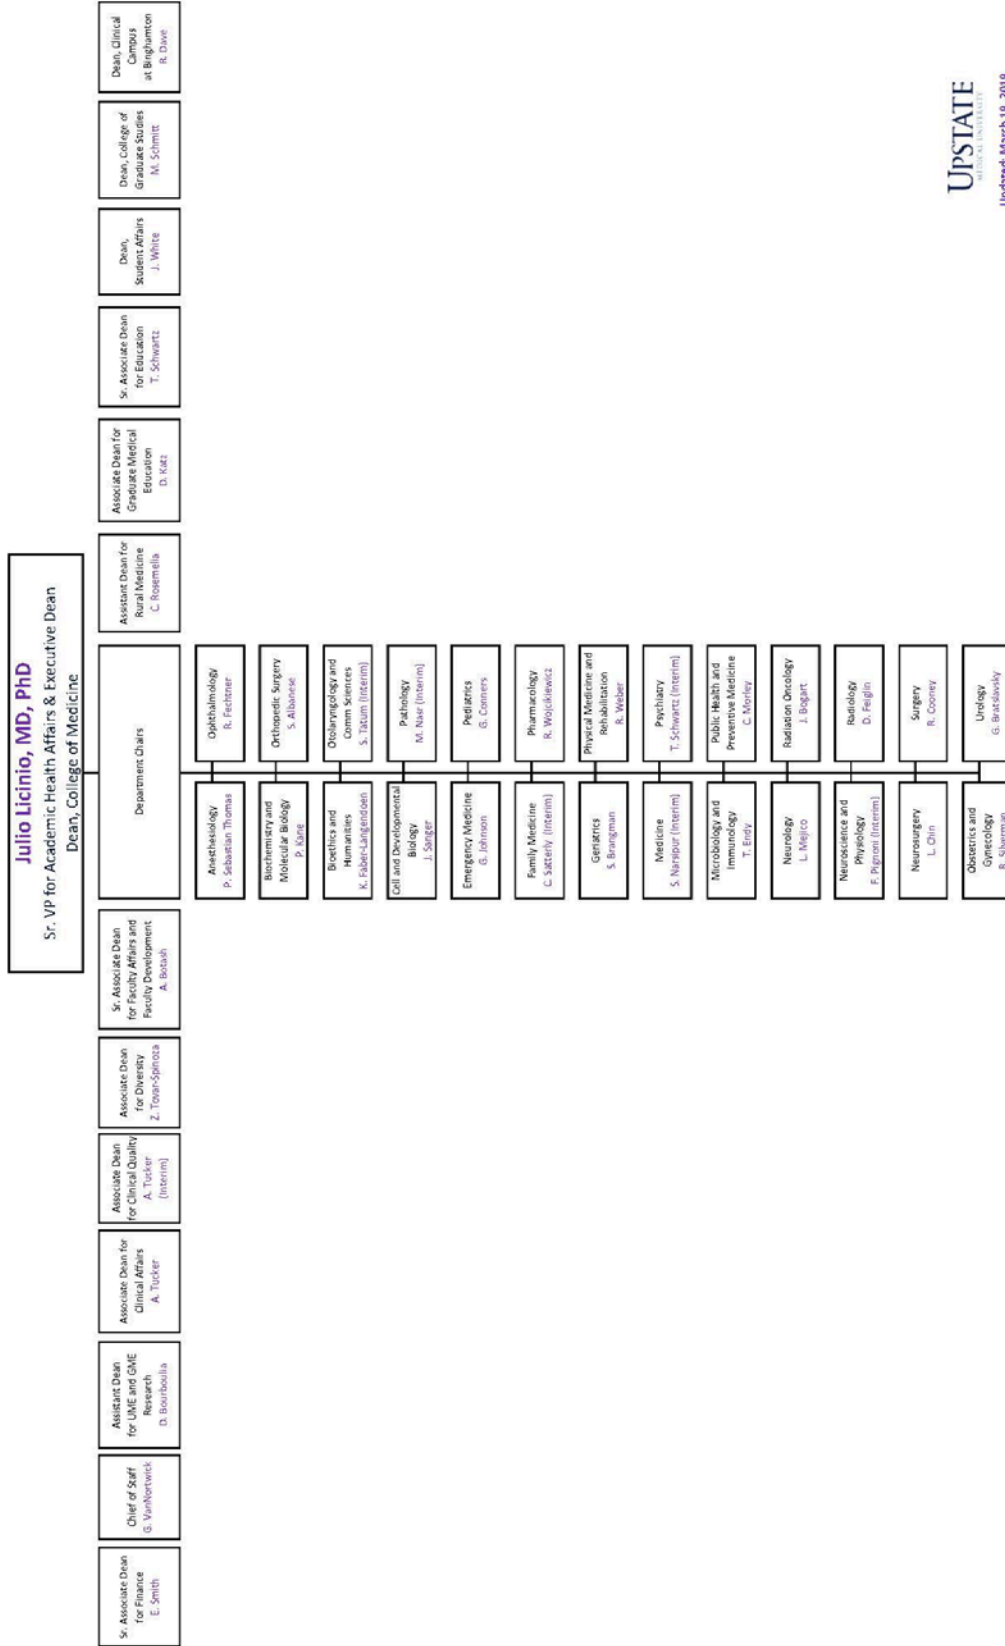 Julio Licinio, MD, PhD
Sr. VP for Academic Health Affairs & Executive Dean
Dean, College of Medicine
Sr. Associate Dean
for Finance
E. Smith
Chief of Staff
G. VanNortwick
Assistant Dean
for UME and GME
Research
D. Bourboulia
Associate Dean for
Clinical Affairs
A. Tucker
Associate Dean
for Clinical Quality
A. Tucker
(Interim)
Associate Dean
for Diversity
Z. Tovar-Spinoza
Sr. Associate Dean
for Faculty Affairs and
Faculty Development
A. Botash
Department Chairs
Assistant Dean for
Rural Medicine
C. Rosemelia
Associate Dean for
Graduate Medical
Education
D. Katz
Sr. Associate Dean
for Education
T. Schwartz
Dean,
Student Affairs
J. White
Dean, College of
Graduate Studies
M. Schmitt
Dean, Clinical
Campus
at Binghamton
R. Dave
Anesthesiology
P. Sebastian Thomas
Ophthalmology
R. Fechtner
Biochemistry and
Molecular Biology
P. Kane
Orthopedic Surgery
S. Albanese
Bioethics and
Humanities
K. Faber-Langendoen
Otolaryngology and
Comm Sciences
S. Tatum (Interim)
Cell and Developmental
Biology
J. Sanger
Pathology
M. Nasr (Interim)
Emergency Medicine
G. Johnson
Pediatrics
G. Conners
Family Medicine
C. Satterly (Interim)
Pharmacology
R. Wojcikiewicz
Geriatrics
S. Brangman
Physical Medicine and
Rehabilitation
R. Weber
Medicine
S. Narsipur (Interim)
Psychiatry
T. Schwartz (Interim)
Microbiology and
Immunology
T. Endy
Public Health and
Preventive Medicine
C. Morley
Neurology
L. Mejico
Radiation Oncology
J. Bogart
Neuroscience and
Physiology
F. Pignoni (Interim)
Radiology
D. Feiglin
Neurosurgery
L. Chin
Surgery
R. Cooney
Obstetrics and
Gynecology
R. Silverman
Urology
G. Bratslavsky
UPSTATE
MEDICAL UNIVERSITY
Updated: March 19, 2019